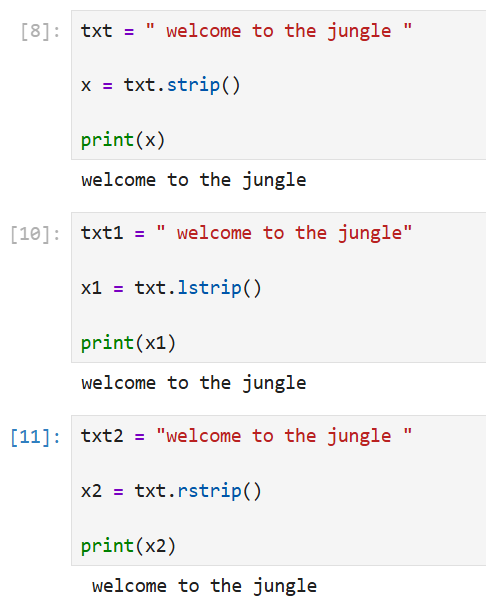 [8]: txt = " welcome to the jungle "
x = txt.strip()
print(x)
welcome to the jungle
[10]: txt1 = " welcome to the jungle"
x1 = txt.lstrip()
print(x1)
welcome to the jungle
[11]: txt2 = "welcome to the jungle "
x2 = txt.rstrip()
print(x2)
 welcome to the jungle